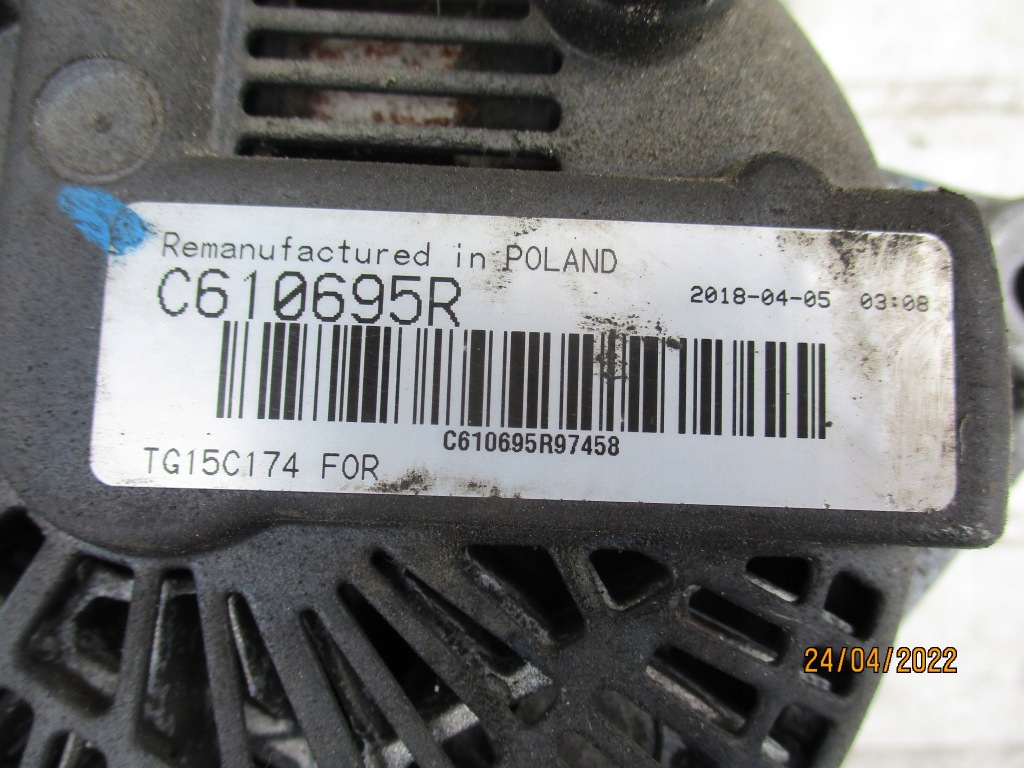 Remanufactured in POLAND
C610695R
2018-04-05 03:08
C610695R97458
TG15C174 FOR
24/04/2022